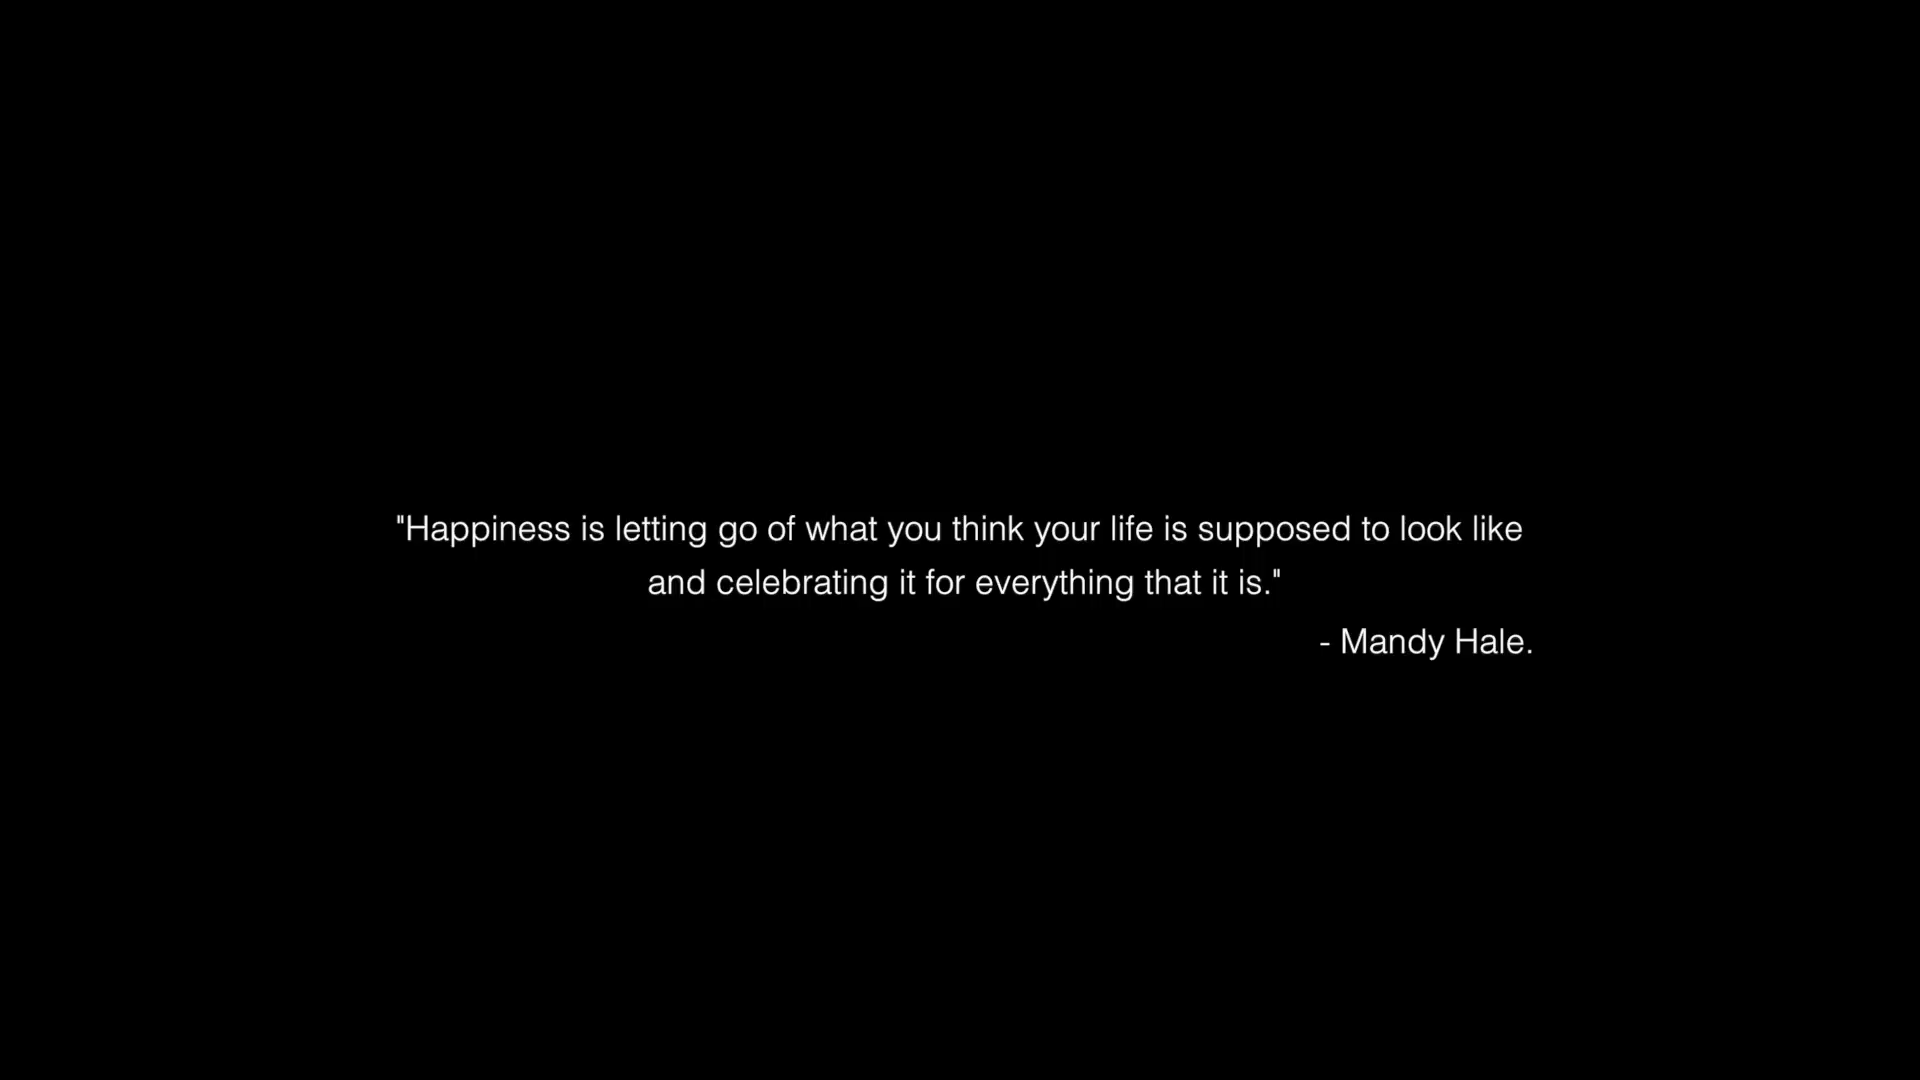 "Happiness is letting go of what you think your life is supposed to look like
and celebrating it for everything that it is."
- Mandy Hale.